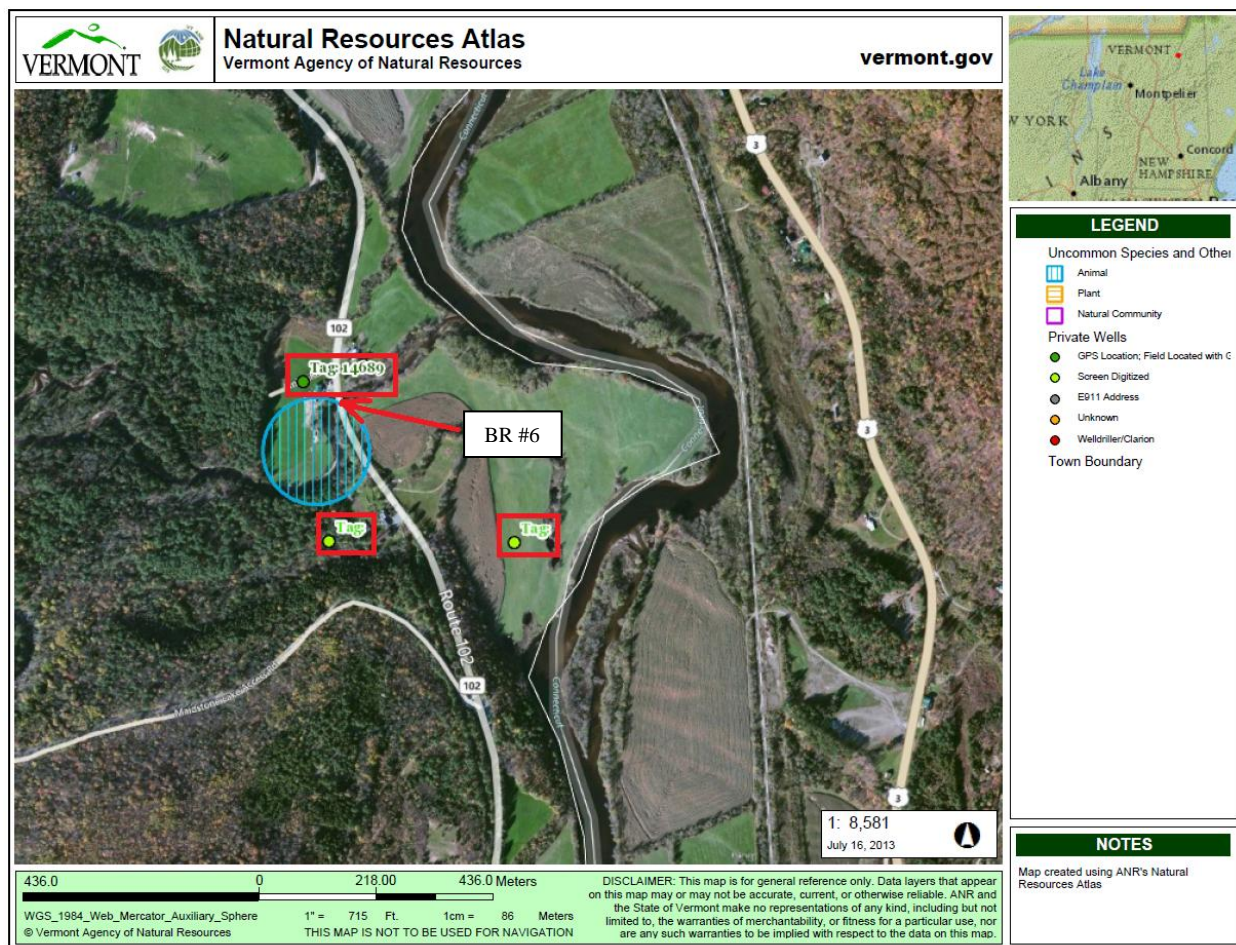 VERMONT
Natural Resources Atlas
Vermont Agency of Natural Resources
vermont.gov
VERMONT
Lake
Champlain
Montpelier
W YORK
Concord
NEW
HAMPSHIRE
Albany
3
102
Tag: 14689
BR #6
3
Tag:
Tag:
Route 102
102
3
1: 8,581
July 16, 2013
LEGEND
Uncommon Species and Other
Animal
Plant
Natural Community
Private Wells
GPS Location; Field Located with G
Screen Digitized
E911 Address
Unknown
Welldriller/Clarion
Town Boundary
NOTES
Map created using ANR's Natural
Resources Atlas
436.0 0 218.00 436.0 Meters
WGS_1984_Web_Mercator_Auxiliary_Sphere
© Vermont Agency of Natural Resources
1" = 715 Ft. 1cm = 86 Meters
THIS MAP IS NOT TO BE USED FOR NAVIGATION
DISCLAIMER: This map is for general reference only. Data layers that appear
on this map may or may not be accurate, current, or otherwise reliable. ANR and
the State of Vermont make no representations of any kind, including but not
limited to, the warranties of merchantability, or fitness for a particular use, nor
are any such warranties to be implied with respect to the data on this map.